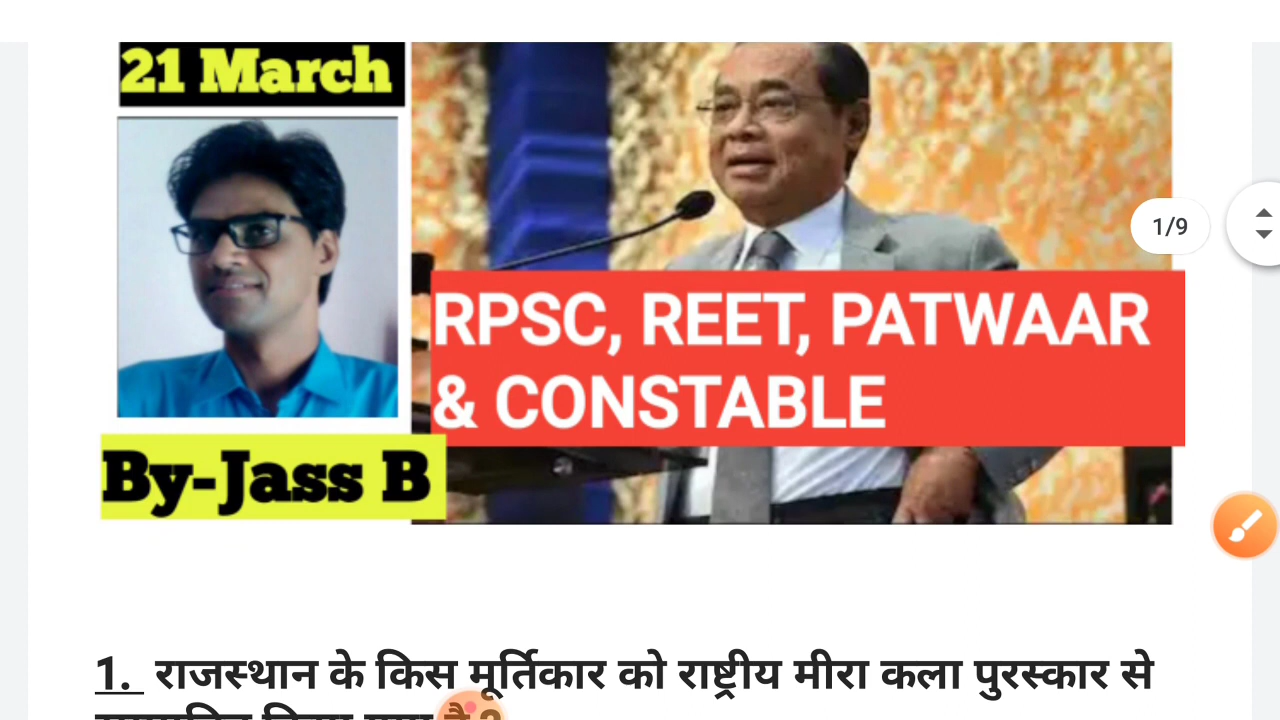 21 March
1/9
RPSC, REET, PATWAAR
& CONSTABLE
By-Jass B
1. राजस्थान के किस मूर्तिकार को राष्ट्रीय मीरा कला पुरस्कार से